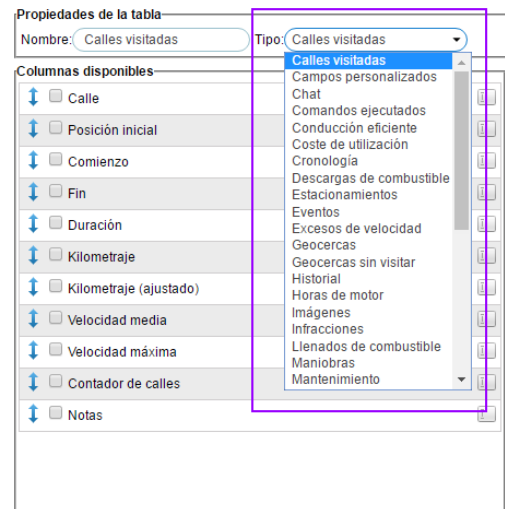 Propiedades de la tabla
Nombre: Calles visitadas Tipo: Calles visitadas
Columnas disponibles
Calle
Posición inicial
Comienzo
Fin
Duración
Kilometraje
Kilometraje (ajustado)
Velocidad media
Velocidad máxima
Contador de calles
Notas
Calles visitadas
Campos personalizados
Chat
Comandos ejecutados
Conducción eficiente
Coste de utilización
Cronología
Descargas de combustible
Estacionamientos
Eventos
Excesos de velocidad
Geocercas
Geocercas sin visitar
Historial
Horas de motor
Imágenes
Infracciones
Llenados de combustible
Maniobras
Mantenimiento